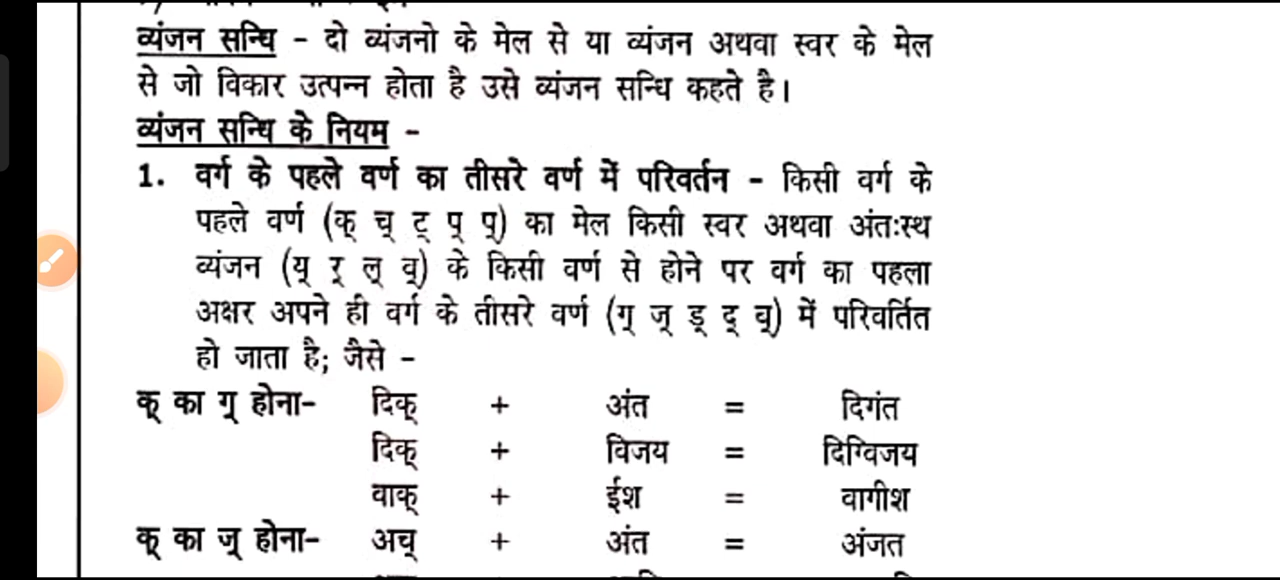 व्यंजन सन्धि - दो व्यंजनो के मेल से या व्यंजन अथवा स्वर के मेल
से जो विकार उत्पन्न होता है उसे व्यंजन सन्धि कहते है।
व्यंजन सन्धि के नियम -
1. वर्ग के पहले वर्ण का तीसरे वर्ण में परिवर्तन - किसी वर्ग के
पहले वर्ण (क् च् ट् प् प्) का मेल किसी स्वर अथवा अंतःस्थ
व्यंजन (य् र् ल् व्) के किसी वर्ण से होने पर वर्ग का पहला
अक्षर अपने ही वर्ग के तीसरे वर्ण (ग् ज् ड् द् व्) में परिवर्तित
हो जाता है; जैसे -
क् का ग् होना- दिक् + अंत = दिगंत
दिक् + विजय = दिग्विजय
वाक् + ईश = वागीश
क् का ज् होना- अच् + अंत = अंजत